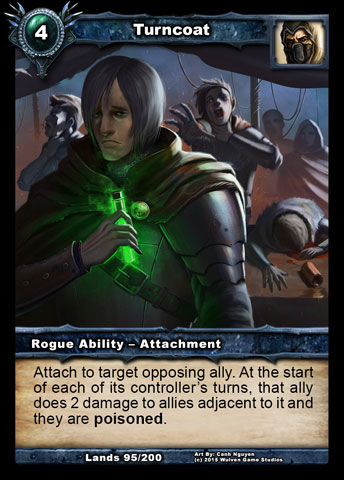 4
Turncoat
Rogue Ability – Attachment
Attach to target opposing ally. At the start
of each of its controller's turns, that ally
does 2 damage to allies adjacent to it and
they are poisoned.
Lands 95/200
Art By: Canh Nguyen
(c) 2015 Wulven Game Studios